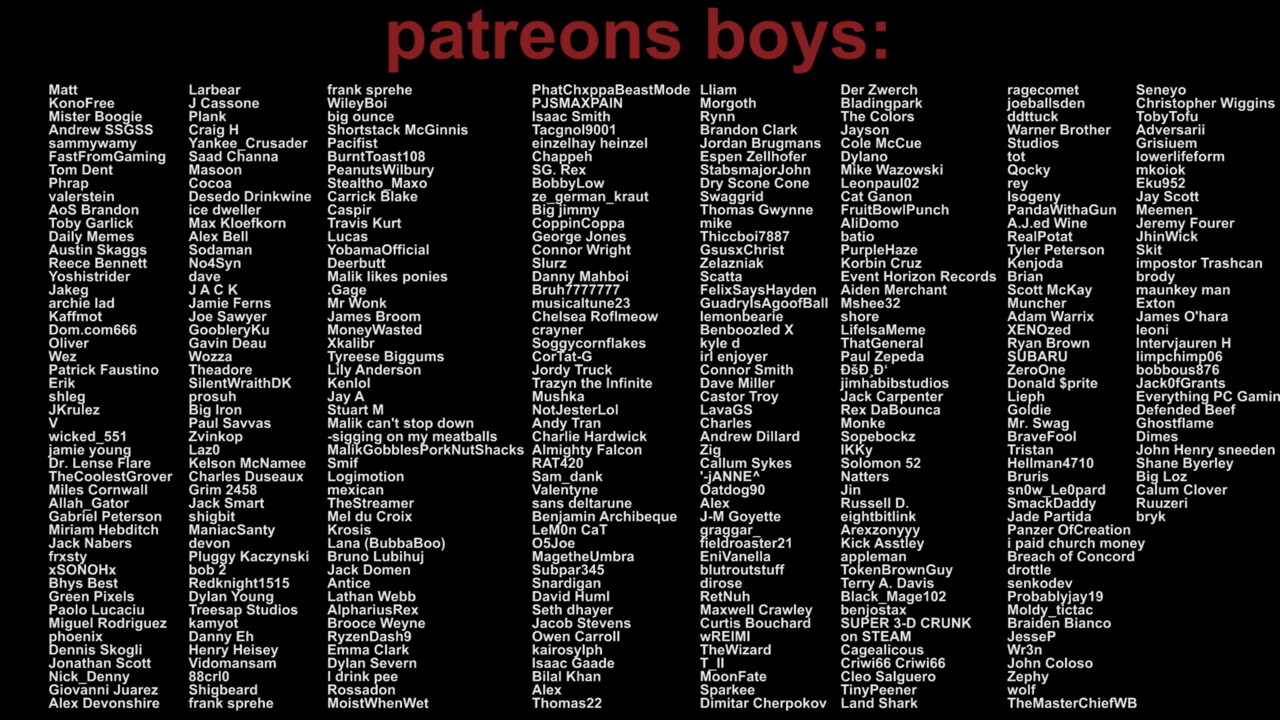 patreons boys:
Matt
KonoFree
Mister Boogie
Andrew SSGSS
sammywamy
FastFromGaming
Tom Dent
Phrap
valerstein
AoS Brandon
Toby Garlick
Daily Memes
Austin Skaggs
Reece Bennett
Yoshistrider
Jakeg
archie lad
Kaffmot
Dom.com666
Oliver
Wez
Patrick Faustino
Erik
shleg
JKrulez
V
wicked_551
jamie young
Dr. Lense Flare
TheCoolestGrover
Miles Cornwall
Allah_Gator
Gabriel Peterson
Miriam Hebditch
Jack Nabers
frxsty
xSONOHx
Bhys Best
Green Pixels
Paolo Lucaciu
Miguel Rodriguez
phoenix
Dennis Skogli
Jonathan Scott
Nick_Denny
Giovanni Juarez
Alex Devonshire
Larbear
J Cassone
Plank
Craig H
Yankee_Crusader
Saad Channa
Masoon
Cocoa
Desedo Drinkwine
ice dweller
Max Kloefkorn
Alex Bell
Sodaman
No4Syn
dave
J A C K
Jamie Ferns
Joe Sawyer
GoobleryKu
Gavin Deau
Wozza
Theadore
SilentWraithDK
prosuh
Big Iron
Paul Savvas
Zvinkop
Laz0
Kelson McNamee
Charles Duseaux
Grim 2458
Jack Smart
shigbit
ManiacSanty
devon
Pluggy Kaczynski
bob 2
Redknight1515
Dylan Young
Treesap Studios
kamyot
Danny Eh
Henry Heisey
Vidomansam
88crl0
Shigbeard
frank sprehe
frank sprehe
WileyBoi
big ounce
Shortstack McGinnis
Pacifist
BurntToast108
PeanutsWilbury
Stealtho_Maxo
Carrick Blake
Caspir
Travis Kurt
Lucas
YobamaOfficial
Deerbutt
Malik likes ponies
.Gage
Mr Wonk
James Broom
MoneyWasted
Xkalibr
Tyreese Biggums
Lily Anderson
Kenlol
Jay A
Stuart M
Malik can't stop down
-sigging on my meatballs
MalikGobblesPorkNutShacks
Smif
Logimotion
mexican
TheStreamer
Mel du Croix
Krosis
Lana (BubbaBoo)
Bruno Lubihuj
Jack Domen
Antice
Lathan Webb
AlphariusRex
Brooce Weyne
RyzenDash9
Emma Clark
Dylan Severn
I drink pee
Rossadon
MoistWhenWet
PhatChxppaBeastMode
PJSMAXPAIN
Isaac Smith
Tacgnol9001
einzelhay heinzel
Chappeh
SG. Rex
BobbyLow
ze_german_kraut
Big jimmy
CoppinCoppa
George Jones
Connor Wright
Slurz
Danny Mahboi
Bruh7777777
musicaltune23
Chelsea Roflmeow
crayner
Soggycornflakes
CorTat-G
Jordy Truck
Trazyn the Infinite
Mushka
NotJesterLol
Andy Tran
Charlie Hardwick
Almighty Falcon
RAT420
Sam_dank
Valentyne
sans deltarune
Benjamin Archibeque
LeM0n CaT
O5Joe
MagetheUmbra
Subpar345
Snardigan
David Huml
Seth dhayer
Jacob Stevens
Owen Carroll
kairosylph
Isaac Gaade
Bilal Khan
Alex
Thomas22
Lliam
Morgoth
Rynn
Brandon Clark
Jordan Brugmans
Espen Zellhofer
StabsmajorJohn
Dry Scone Cone
Swaggrid
Thomas Gwynne
mike
Thiccboi7887
GsusxChrist
Zelazniak
Scatta
FelixSaysHayden
GuadryIsAgoofBall
lemonbearie
Benboozled X
kyle d
irl enjoyer
Connor Smith
Dave Miller
Castor Troy
LavaGS
Charles
Andrew Dillard
Zig
Callum Sykes
'-jANNE^
Oatdog90
Alex
J-M Goyette
graggar_
fieldroaster21
EniVanella
blutroutstuff
dirose
RetNuh
Maxwell Crawley
Curtis Bouchard
wREIMI
TheWizard
T_II
MoonFate
Sparkee
Dimitar Cherpokov
Der Zwerch
Bladingpark
The Colors
Jayson
Cole McCue
Dylano
Mike Wazowski
Leonpaul02
Cat Ganon
FruitBowlPunch
AliDomo
batio
PurpleHaze
Korbin Cruz
Event Horizon Records
Aiden Merchant
Mshee32
shore
LifeIsaMeme
ThatGeneral
Paul Zepeda
jimhabibstudios
Jack Carpenter
Rex DaBounca
Monke
Sopebockz
IKKy
Solomon 52
Natters
Jin
Russell D.
eightbitlink
Arexzonyyy
Kick Asstley
appleman
TokenBrownGuy
Terry A. Davis
Black_Mage102
benjostax
SUPER 3-D CRUNK
on STEAM
Cagealicous
Criwi66 Criwi66
Cleo Salguero
TinyPeener
Land Shark
ragecomet
joeballsden
ddttuck
Warner Brother
Studios
tot
Qocky
rey
Isogeny
PandaWithaGun
A.J.ed Wine
RealPotat
Tyler Peterson
Kenjoda
Brian
Scott McKay
Muncher
Adam Warrix
XENOzed
Ryan Brown
SUBARU
ZeroOne
Donald $prite
Lieph
Goldie
Mr. Swag
BraveFool
Tristan
Hellman4710
Bruris
sn0w_Le0pard
SmackDaddy
Jade Partida
Panzer OfCreation
i paid church money
Breach of Concord
drottle
senkodev
Probablyjay19
Moldy_tictac
Braiden Bianco
JesseP
Wr3n
John Coloso
Zephy
wolf
TheMasterChiefWB
Seneyo
Christopher Wiggins
TobyTofu
Adversarii
Grisiuem
lowerlifeform
mkoiok
Eku952
Jay Scott
Meemen
Jeremy Fourer
JhinWick
Skit
impostor Trashcan
brody
maunkey man
Exton
James O'hara
leoni
Intervjauren H
limpchimp06
bobbous876
Jack0fGrants
Everything PC Gamin
Defended Beef
Ghostflame
Dimes
John Henry sneeden
Shane Byerley
Big Loz
Calum Clover
Ruuzeri
bryk